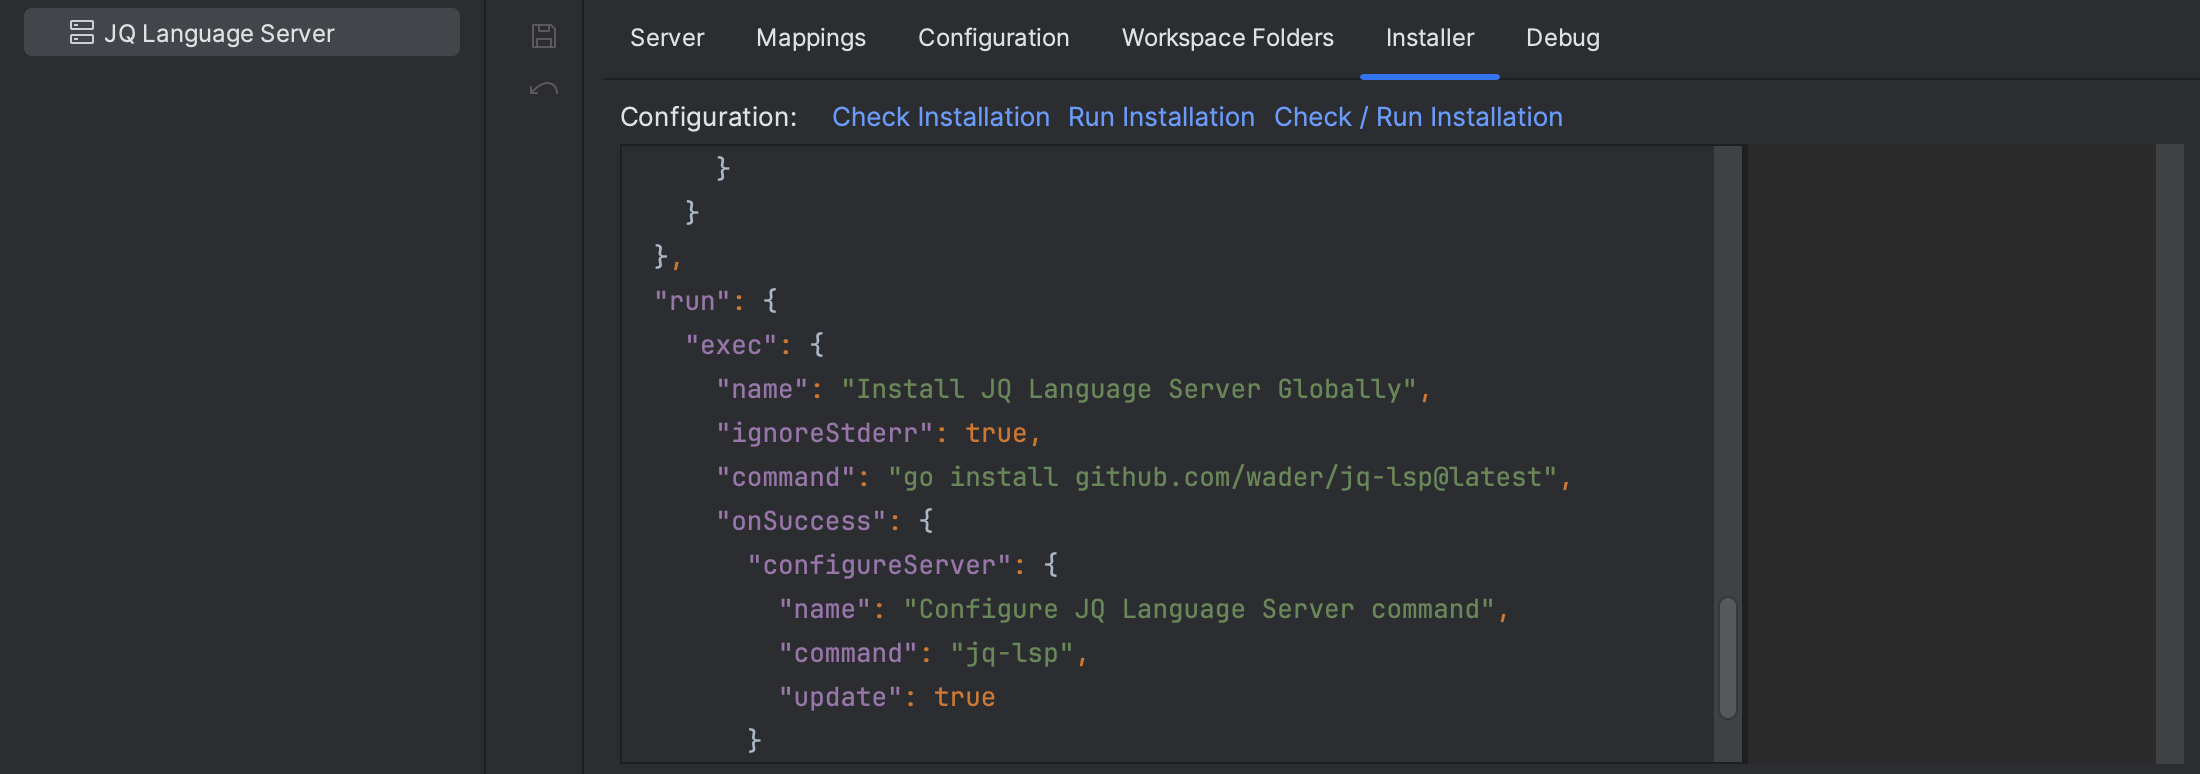 JQ Language Server
Server Mappings Configuration Workspace Folders Installer Debug
Configuration: Check Installation Run Installation Check / Run Installation
}
}
},
"run": {
"exec": {
"name": "Install JQ Language Server Globally",
"ignoreStderr": true,
"command": "go install github.com/wader/jq-lsp@latest",
"onSuccess": {
"configureServer": {
"name": "Configure JQ Language Server command",
"command": "jq-lsp",
"update": true
}